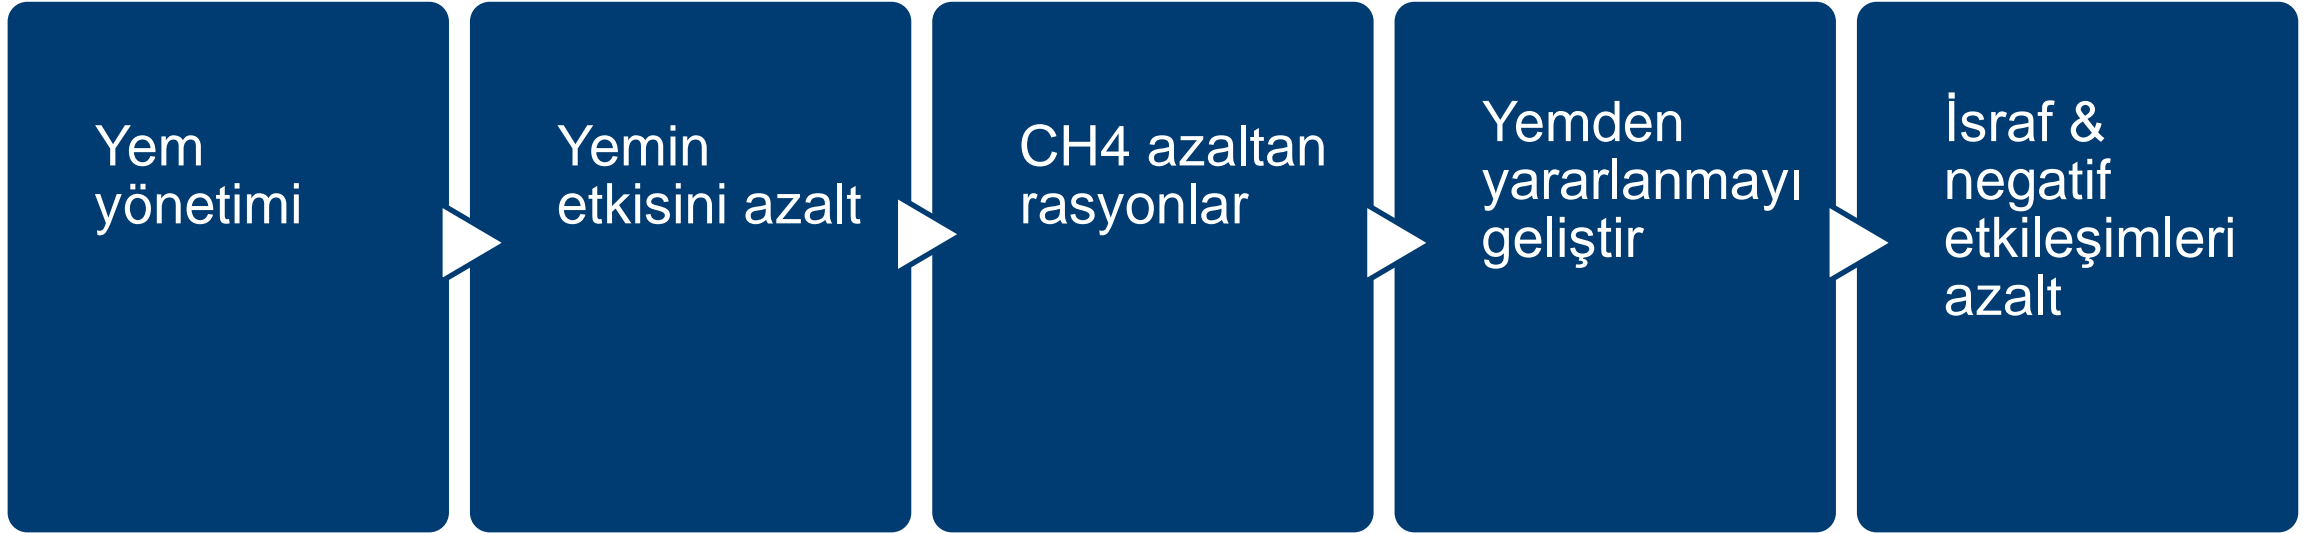 Yem
yönetimi
Yemin
etkisini azalt
CH4 azaltan
rasyonlar
Yemden
yararlanmayı
geliştir
İsraf &
negatif
etkileşimleri
azalt